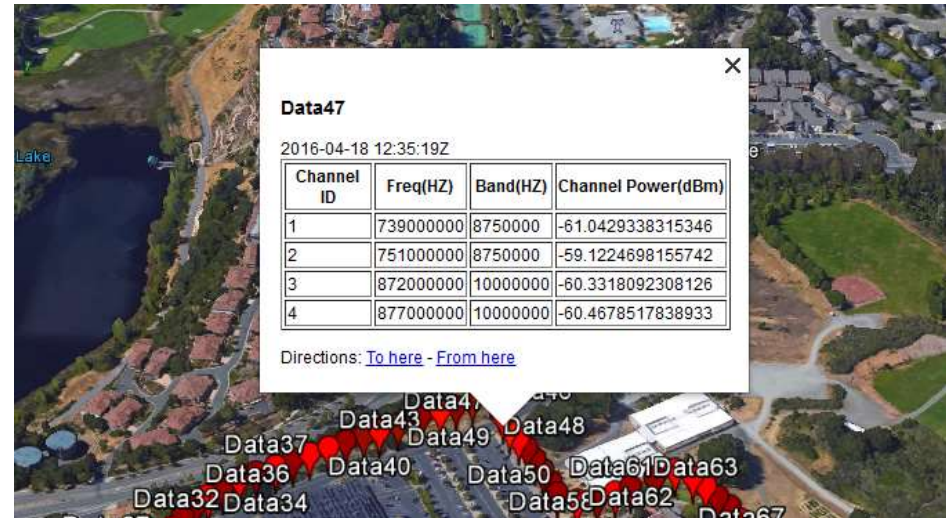 Data47
2016-04-18 12:35:19Z
Channel ID Freq(HZ) Band(HZ) Channel Power(dBm)
1 739000000 8750000 -61.0429338315346
2 751000000 8750000 -59.1224698155742
3 872000000 10000000 -60.3318092308126
4 877000000 10000000 -60.4678517838933
Directions: To here - From here
Lake
Data43
Data48
Data49
Data37
Data40
Data36
Data50
Data61
Data63
Data32
Data34
Data62
Data67